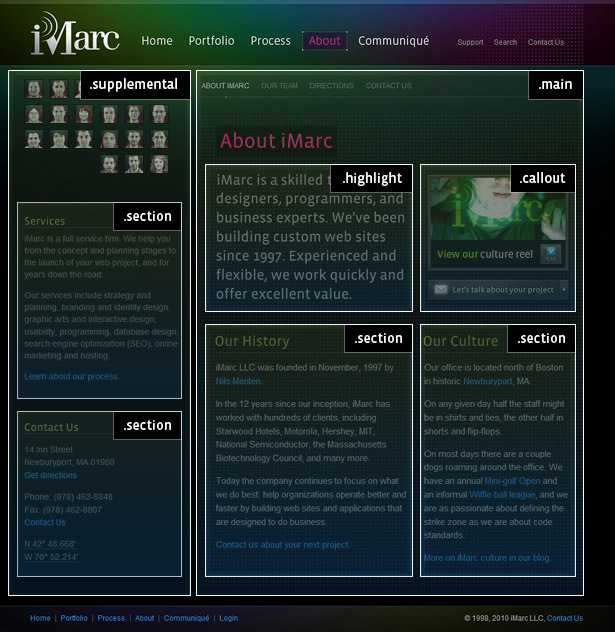 iMarc
Home Portfolio Process About Communiqué
Support Search Contact Us
.supplemental
.main
ABOUT IMARC OUR TEAM DIRECTIONS CONTACT US
About iMarc
.highlight
iMarc is a skilled
designers, programmers, and
business experts. We've been
building custom web sites
since 1997. Experienced and
flexible, we work quickly and
offer excellent value.
.callout
iMarc
View our culture reel
Let's talk about your project
.section
Services
iMarc is a full service firm. We help you
from the concept and planning stages to
the launch of your web project, and for
years down the road.
Our services include strategy and
planning, branding and identity design,
graphic arts and interactive design,
usability, programming, database design,
search engine optimization (SEO), online
marketing and hosting.
Learn about our process.
.section
Contact Us
14 Inn Street
Newburyport, MA 01950
Get directions
Phone: (978) 462-8848
Fax: (978) 462-8807
Contact Us
N 42° 48.668'
W 70° 52.214'
.section
Our History
iMarc LLC was founded in November, 1997 by
Nils Menten.
In the 12 years since our inception, iMarc has
worked with hundreds of clients, including
Starwood Hotels, Motorola, Hershey, MIT,
National Semiconductor, the Massachusetts
Biotechnology Council, and many more.
Today the company continues to focus on what
we do best: help organizations operate better and
faster by building web sites and applications that
are designed to do business.
Contact us about your next project.
.section
Our Culture
Our office is located north of Boston
in historic Newburyport, MA.
On any given day half the staff might
be in shirts and ties, the other half in
shorts and flip-flops.
On most days there are a couple
dogs roaming around the office. We
have an annual Mini-golf Open and
an informal Wiffle ball league, and we
are as passionate about defining the
strike zone as we are about code
standards.
More on iMarc culture in our blog.
Home | Portfolio | Process | About | Communiqué | Login
© 1998, 2010 iMarc LLC, Contact Us